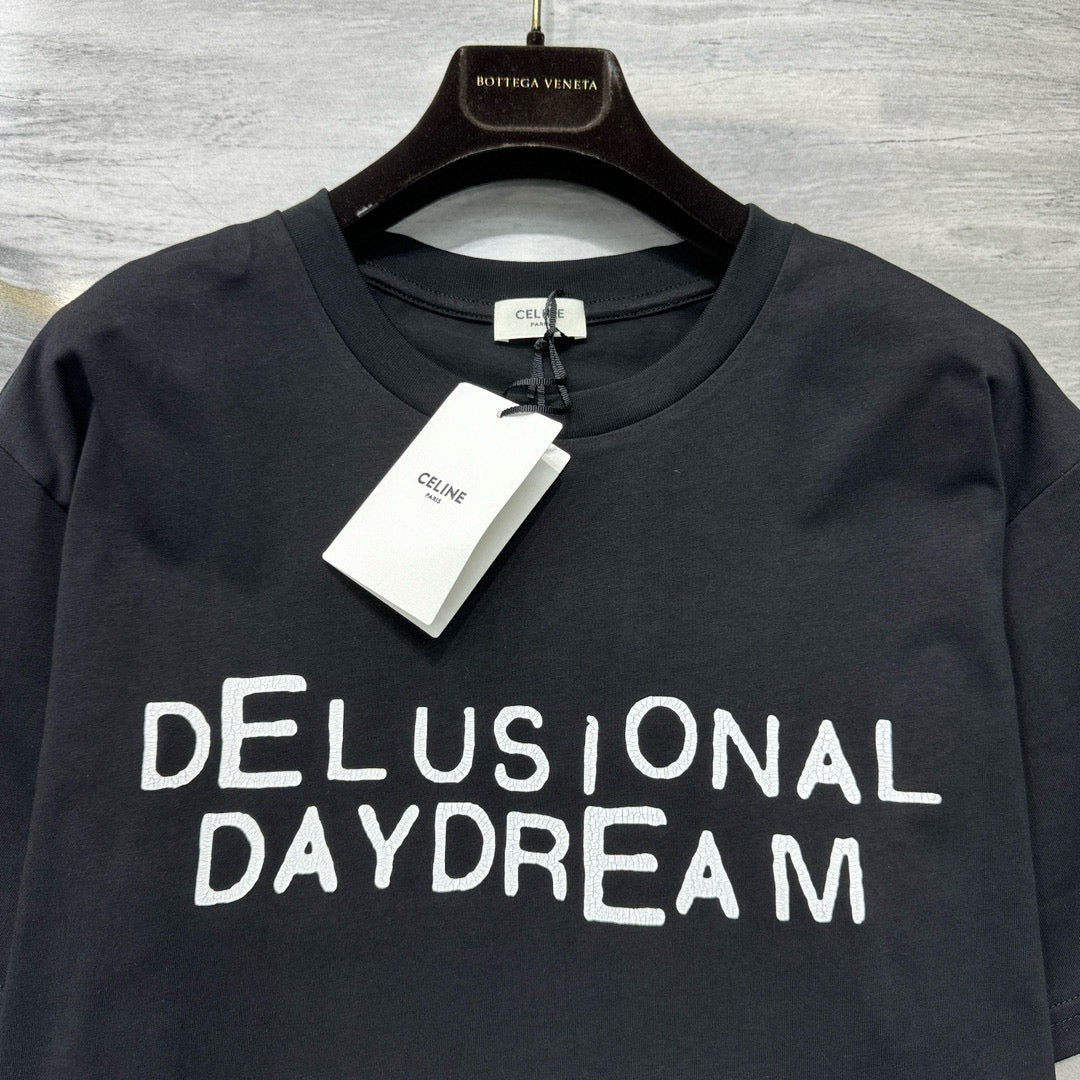 BOTTEGA VENETA
CELINE
PARIS
CELINE
PARIS
DELUSiONAL
DAYDREAM